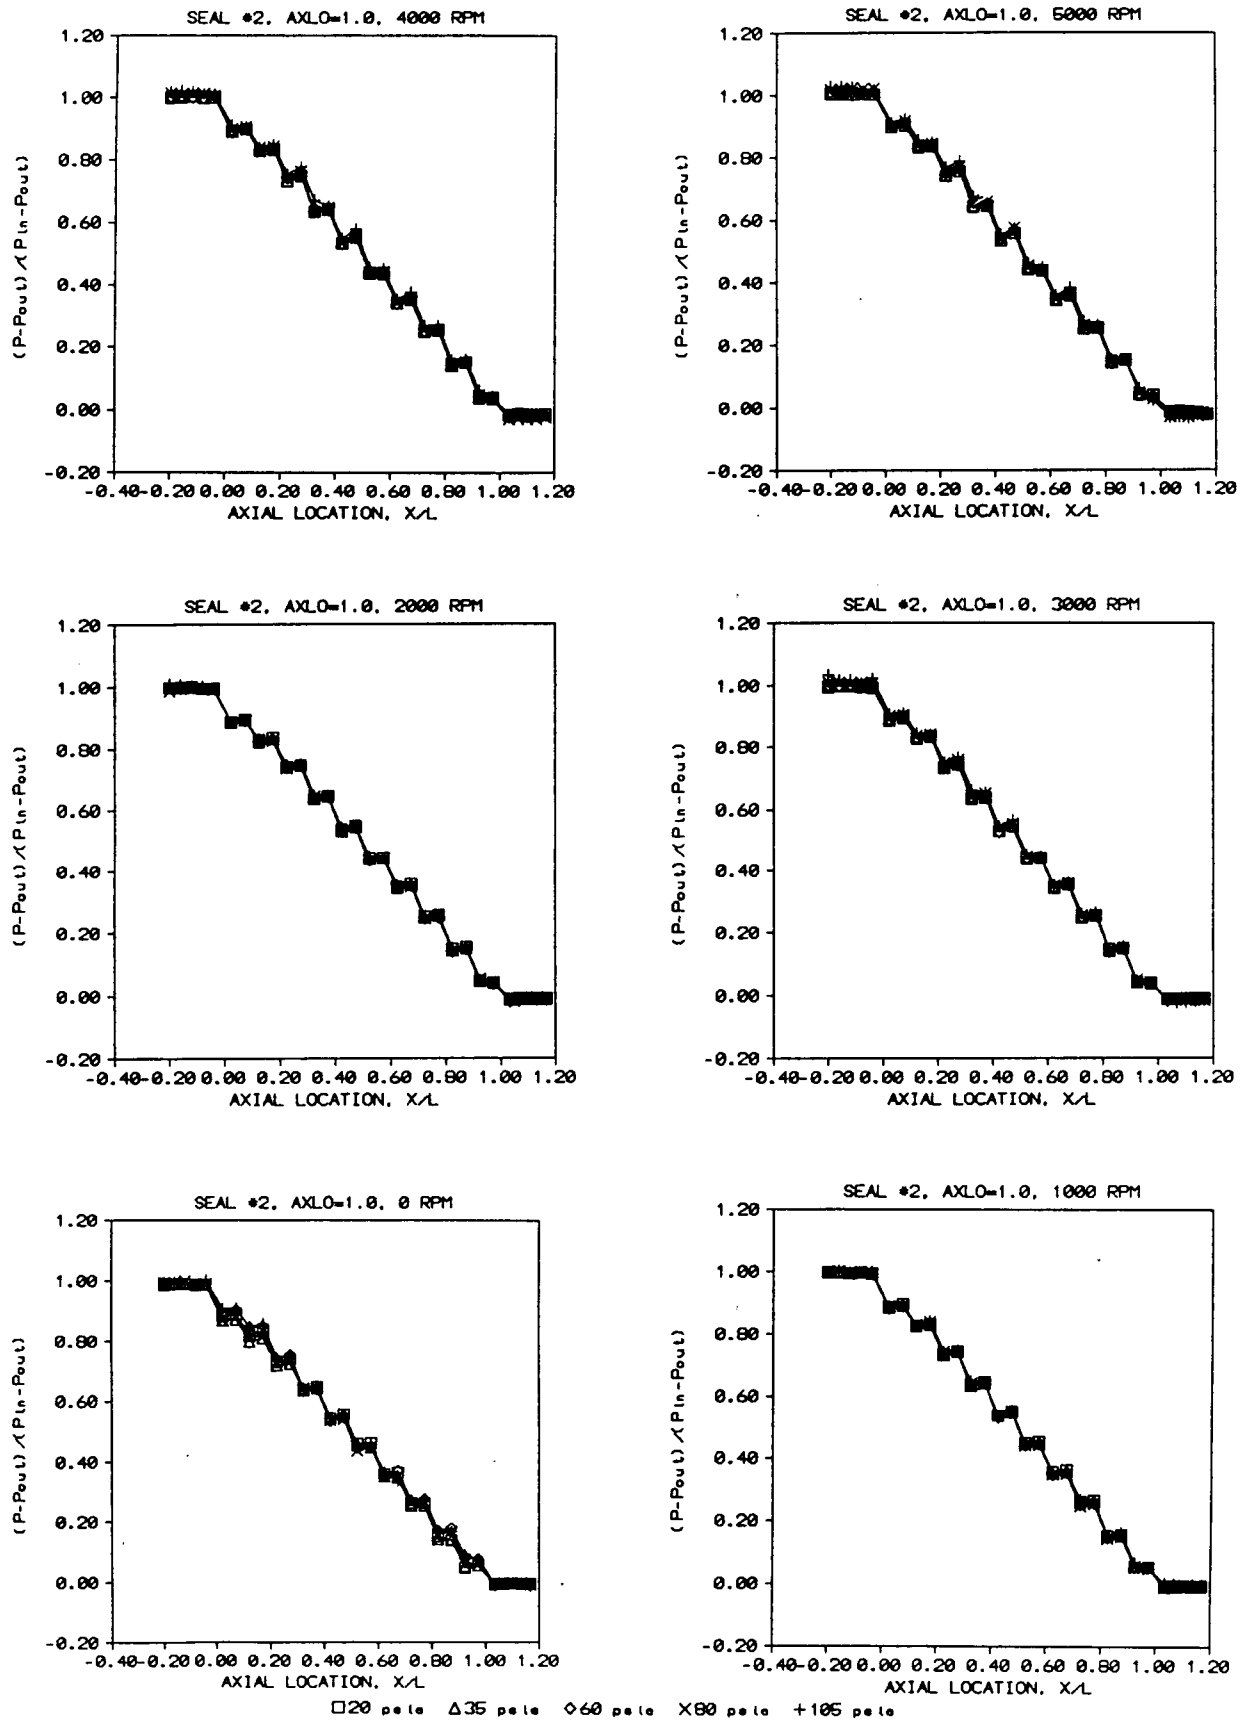 SEAL #2, AXLO=1.0, 4000 RPM
1.20
1.00
0.80
0.60
0.40
0.20
0.00
-0.20
(P-Pout)/(Pin-Pout)
-0.40 -0.20 0.00 0.20 0.40 0.60 0.80 1.00 1.20
AXIAL LOCATION, X/L
SEAL #2, AXLO=1.0, 5000 RPM
1.20
1.00
0.80
0.60
0.40
0.20
0.00
-0.20
(P-Pout)/(Pin-Pout)
-0.40 -0.20 0.00 0.20 0.40 0.60 0.80 1.00 1.20
AXIAL LOCATION, X/L
SEAL #2, AXLO=1.0, 2000 RPM
1.20
1.00
0.80
0.60
0.40
0.20
0.00
-0.20
(P-Pout)/(Pin-Pout)
-0.40 -0.20 0.00 0.20 0.40 0.60 0.80 1.00 1.20
AXIAL LOCATION, X/L
SEAL #2, AXLO=1.0, 3000 RPM
1.20
1.00
0.80
0.60
0.40
0.20
0.00
-0.20
(P-Pout)/(Pin-Pout)
-0.40 -0.20 0.00 0.20 0.40 0.60 0.80 1.00 1.20
AXIAL LOCATION, X/L
SEAL #2, AXLO=1.0, 0 RPM
1.20
1.00
0.80
0.60
0.40
0.20
0.00
-0.20
(P-Pout)/(Pin-Pout)
-0.40 -0.20 0.00 0.20 0.40 0.60 0.80 1.00 1.20
AXIAL LOCATION, X/L
SEAL #2, AXLO=1.0, 1000 RPM
1.20
1.00
0.80
0.60
0.40
0.20
0.00
-0.20
(P-Pout)/(Pin-Pout)
-0.40 -0.20 0.00 0.20 0.40 0.60 0.80 1.00 1.20
AXIAL LOCATION, X/L
□20 psia △35 psia ◇60 psia ×80 psia +105 psia